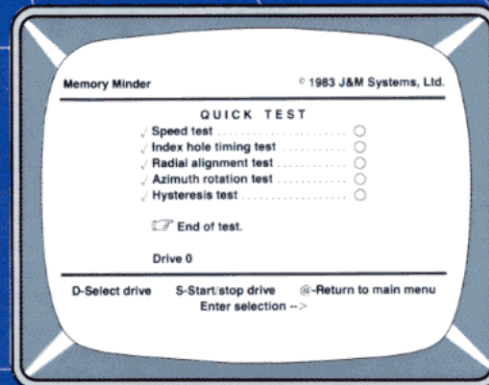 Memory Minder © 1983 J&M Systems, Ltd.
QUICK TEST
✓ Speed test . . . . . . . . . . . . . . . . . . . . ○
✓ Index hole timing test . . . . . . . . . . . ○
✓ Radial alignment test . . . . . . . . . . . ○
✓ Azimuth rotation test . . . . . . . . . . . ○
✓ Hysteresis test . . . . . . . . . . . . . . . . ○
☞ End of test.
Drive 0
D-Select drive S-Start/stop drive @-Return to main menu
Enter selection -->